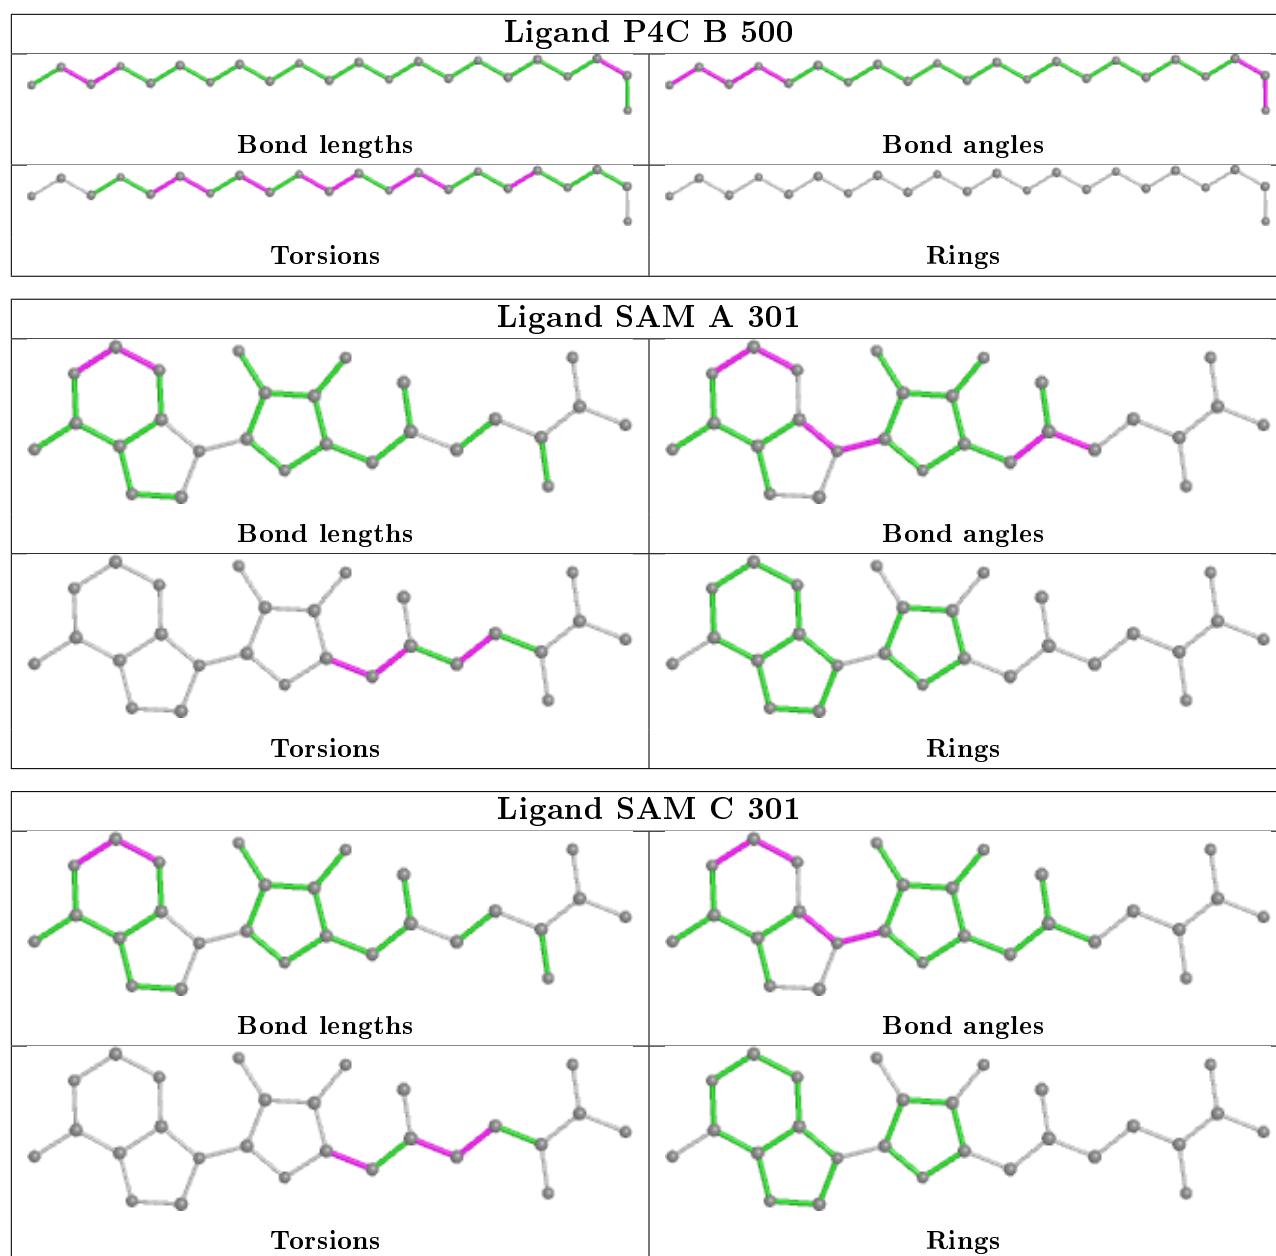 Ligand P4C B 500
Bond lengths
Bond angles
Torsions
Rings
Ligand SAM A 301
Bond lengths
Bond angles
Torsions
Rings
Ligand SAM C 301
Bond lengths
Bond angles
Torsions
Rings